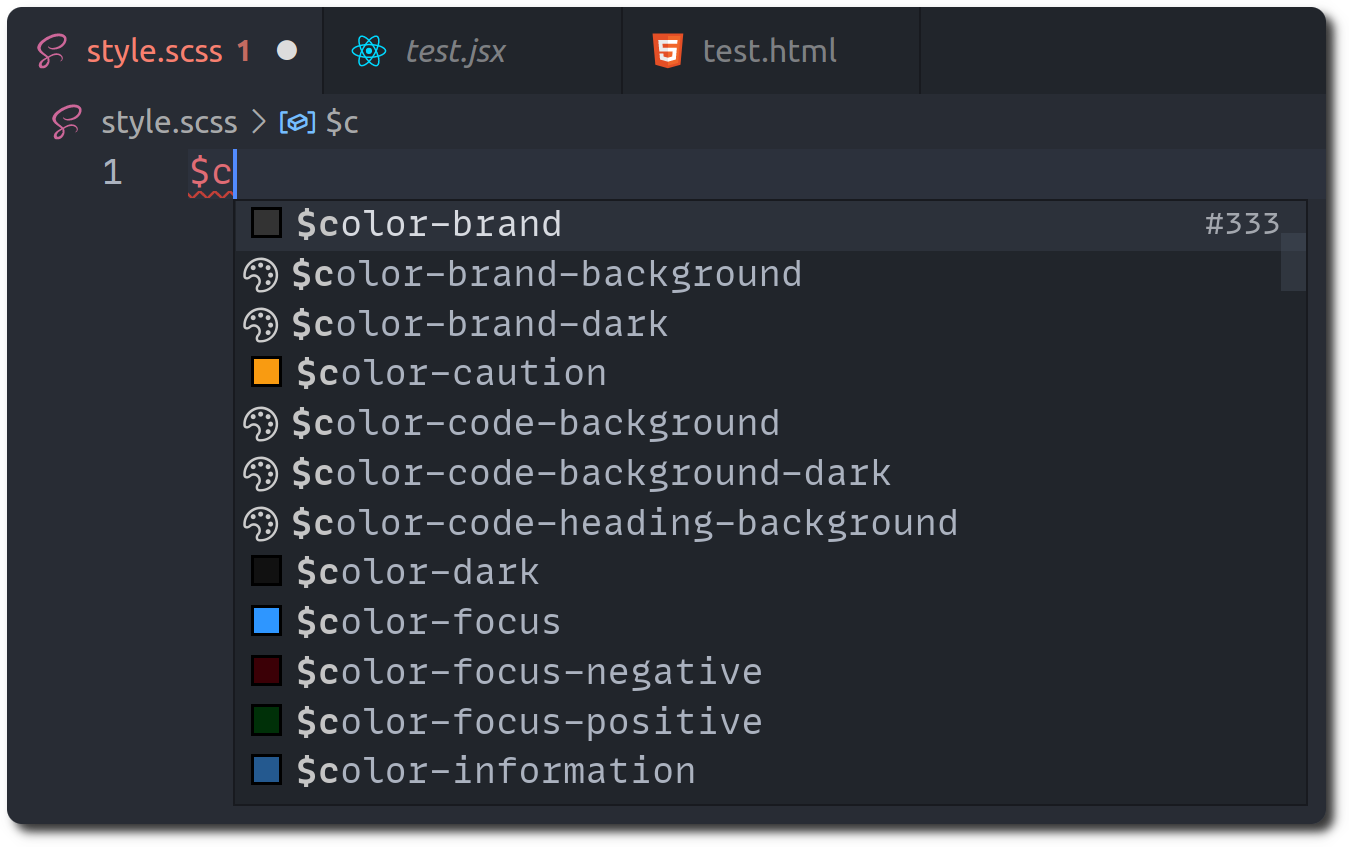 style.scss 1 test.jsx test.html
style.scss > $c
1 $c
$color-brand #333
$color-brand-background
$color-brand-dark
$color-caution
$color-code-background
$color-code-background-dark
$color-code-heading-background
$color-dark
$color-focus
$color-focus-negative
$color-focus-positive
$color-information